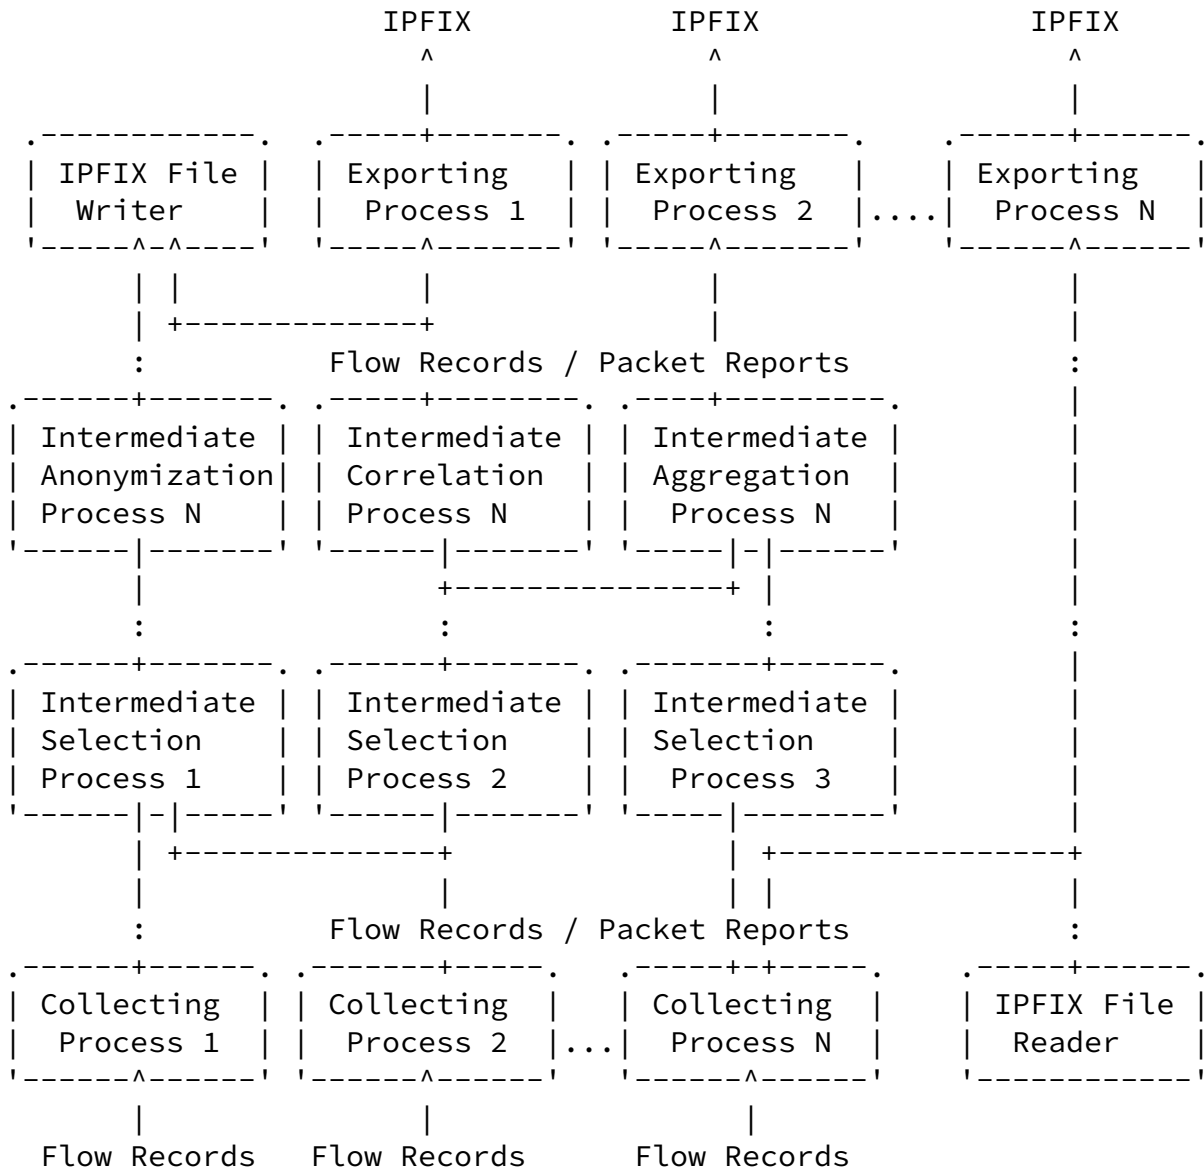 IPFIX IPFIX IPFIX
IPFIX File Exporting Exporting Exporting
Writer Process 1 Process 2 .... Process N
Flow Records / Packet Reports
Intermediate Intermediate Intermediate
Anonymization Correlation Aggregation
Process N Process N Process N
Intermediate Intermediate Intermediate
Selection Selection Selection
Process 1 Process 2 Process 3
Flow Records / Packet Reports
Collecting Collecting Collecting IPFIX File
Process 1 Process 2 ... Process N Reader
Flow Records Flow Records Flow Records